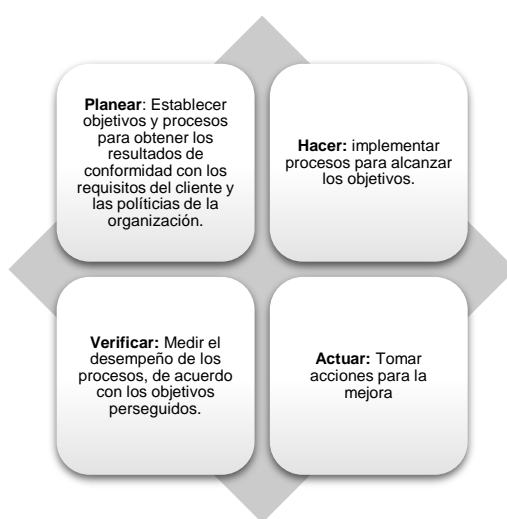 Planear: Establecer
objetivos y procesos
para obtener los
resultados de
conformidad con los
requisitos del cliente y
las políticias de la
organización.
Hacer: implementar
procesos para alcanzar
los objetivos.
Verificar: Medir el
desempeño de los
procesos, de acuerdo
con los objetivos
perseguidos.
Actuar: Tomar
acciones para la
mejora